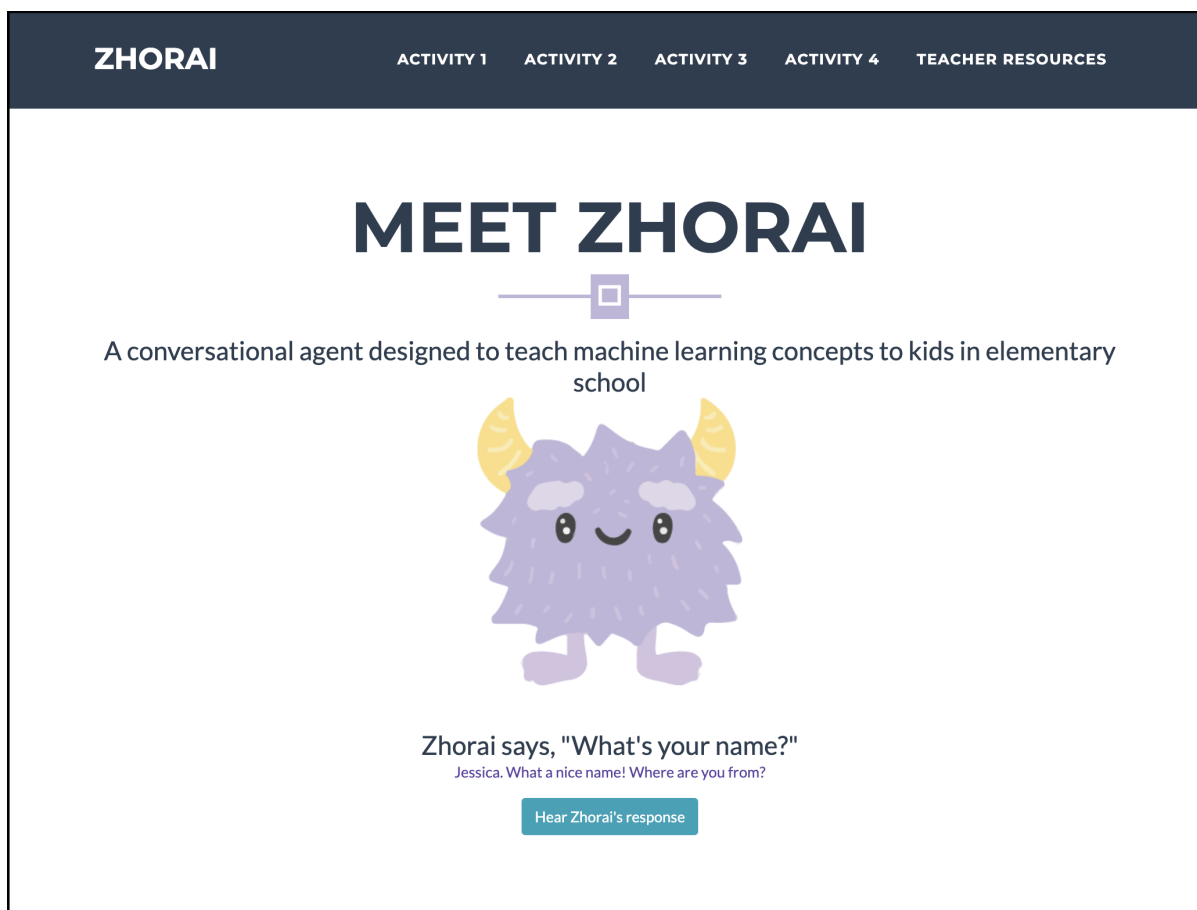 ZHORAI
ACTIVITY 1
ACTIVITY 2
ACTIVITY 3
ACTIVITY 4
TEACHER RESOURCES
MEET ZHORAI
A conversational agent designed to teach machine learning concepts to kids in elementary
school
Zhorai says, "What's your name?"
Jessica. What a nice name! Where are you from?
Hear Zhorai's response